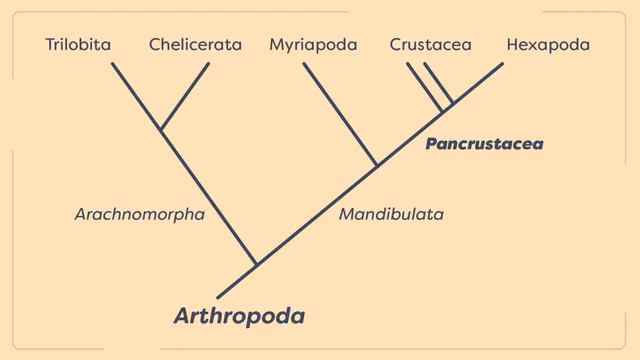 Trilobita Chelicerata Myriapoda Crustacea Hexapoda
Pancrustacea
Arachnomorpha Mandibulata
Arthropoda